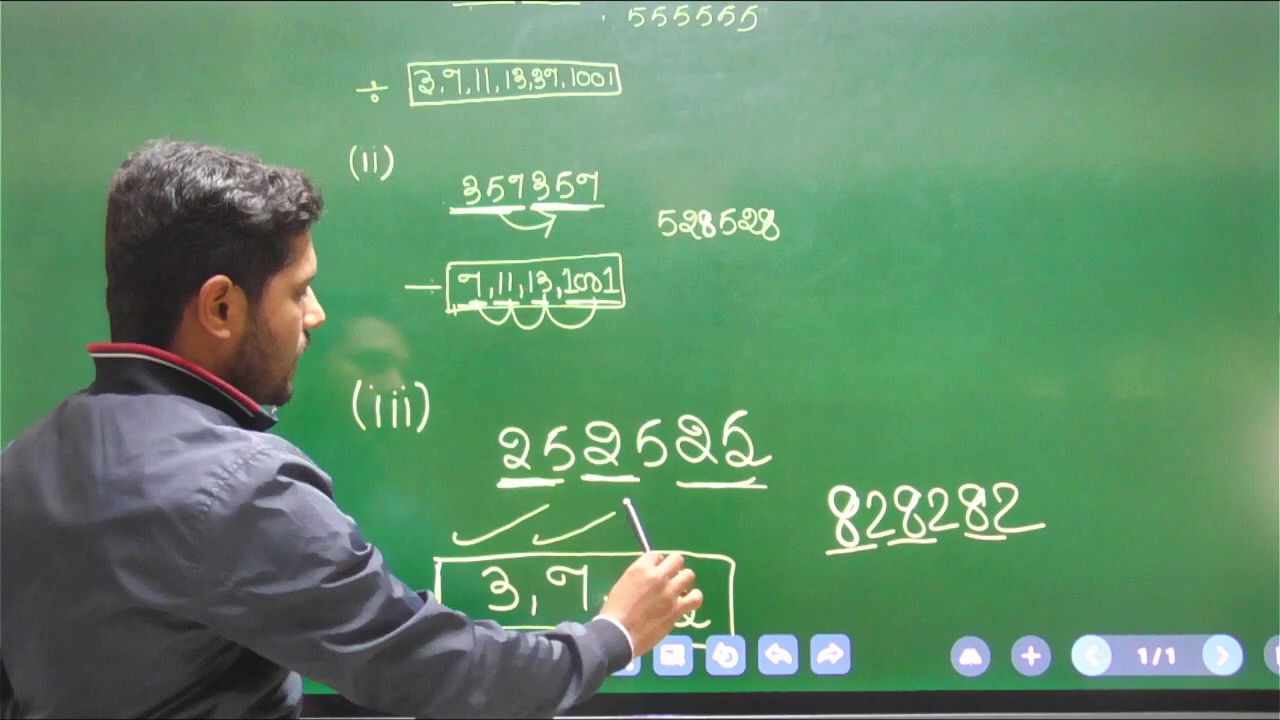 555555
÷ 3, 7, 11, 13, 37, 1001
(ii)
357357
528528
÷ 7, 11, 13, 1001
(iii)
252525
828282
3, 7,
1/1